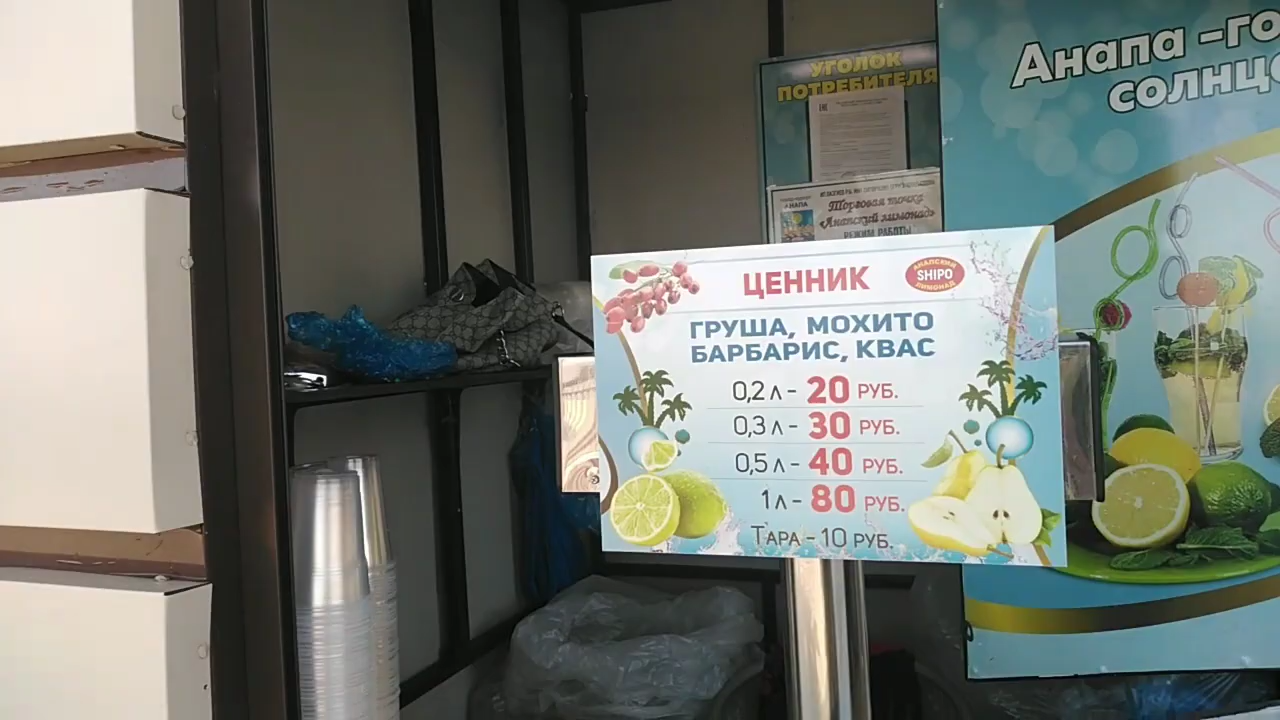 Анапа -го
солнц
УГОЛОК
ПОТРЕБИТЕЛЯ
Торговая точка
«Анапский лимонад»
РЕЖИМ РАБОТЫ
ЦЕННИК
АНАПСКИЙ
SHIPO
ЛИМОНАД
ГРУША, МОХИТО
БАРБАРИС, КВАС
0,2 л - 20 РУБ.
0,3 л - 30 РУБ.
0,5 л - 40 РУБ.
1 л - 80 РУБ.
ТАРА - 10 РУБ.